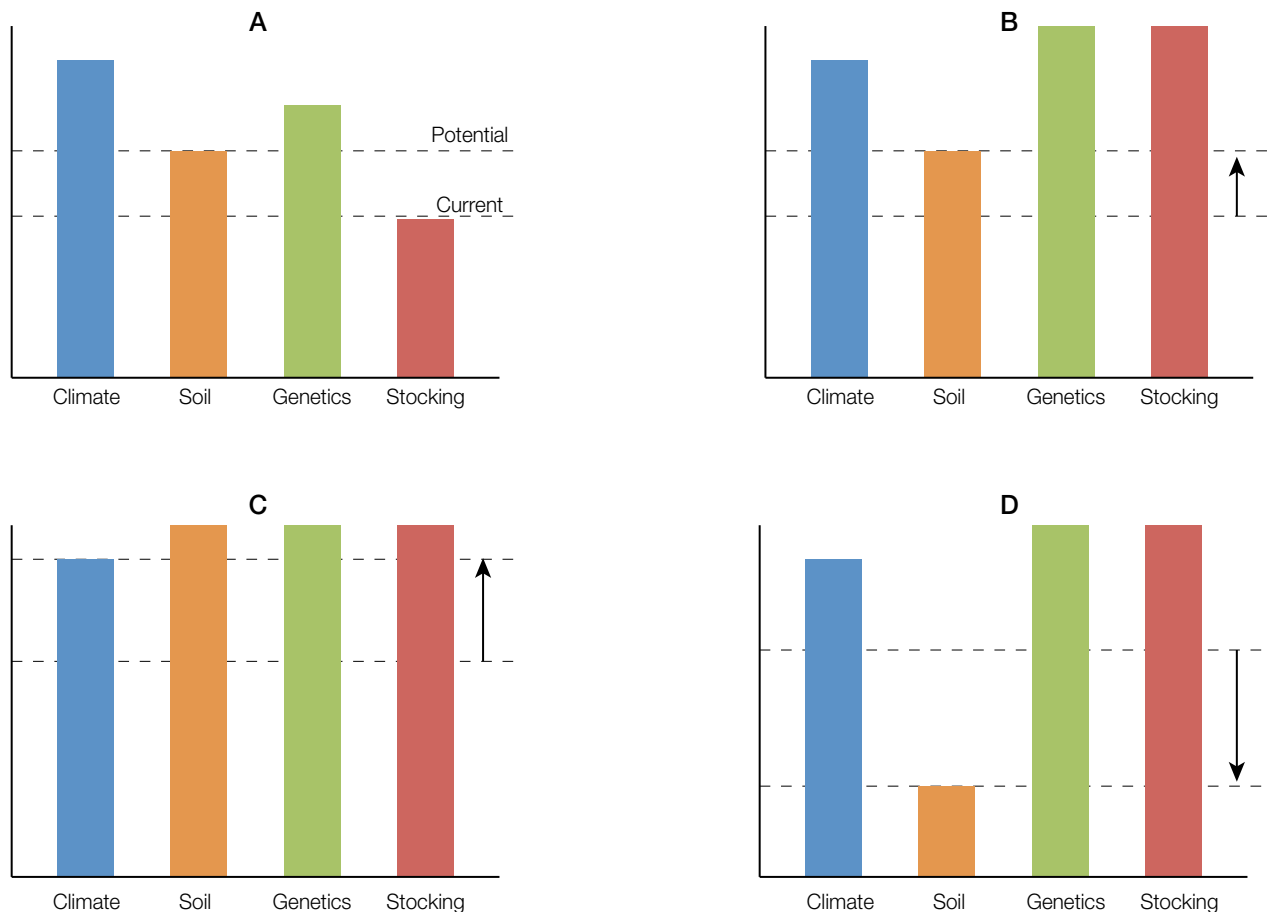 A
Potential
Current
Climate Soil Genetics Stocking
B
Climate Soil Genetics Stocking
C
Climate Soil Genetics Stocking
D
Climate Soil Genetics Stocking